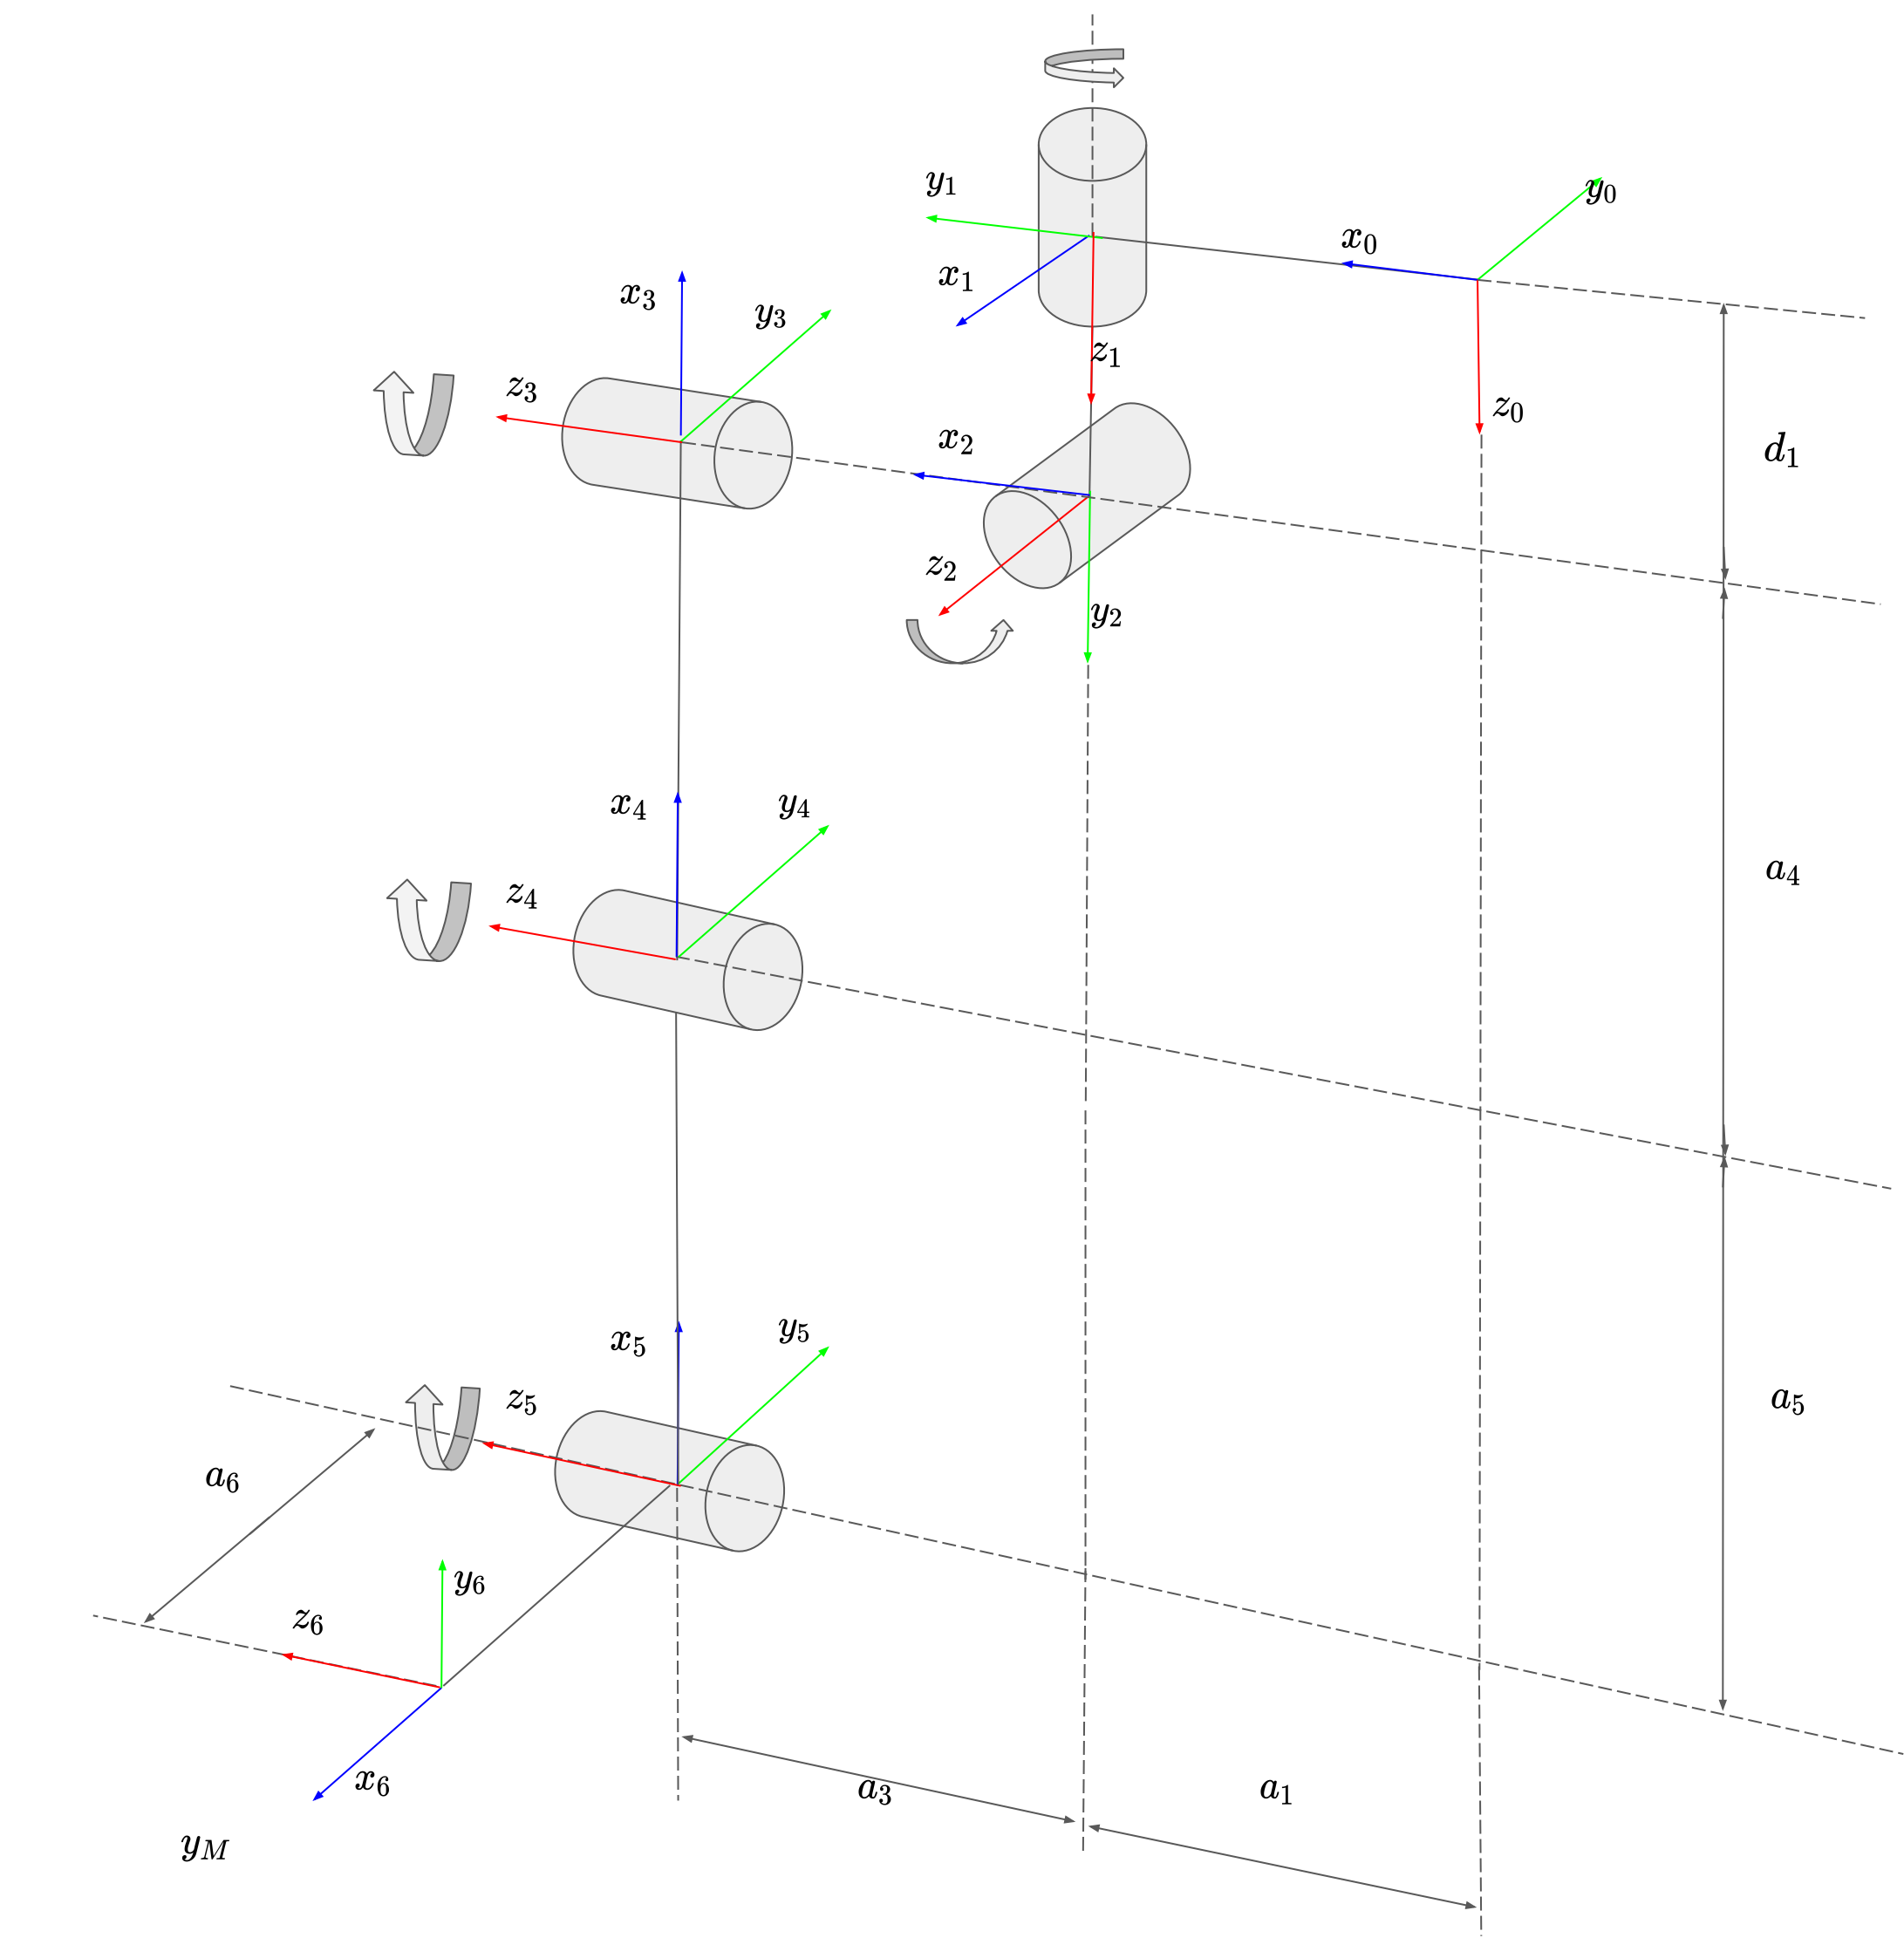 y₁
y₀
x₀
x₁
x₃
y₃
z₁
z₃
z₀
x₂
d₁
z₂
y₂
x₄
y₄
a₄
z₄
x₅
y₅
z₅
a₅
a₆
y₆
z₆
x₆
a₃
a₁
y_M